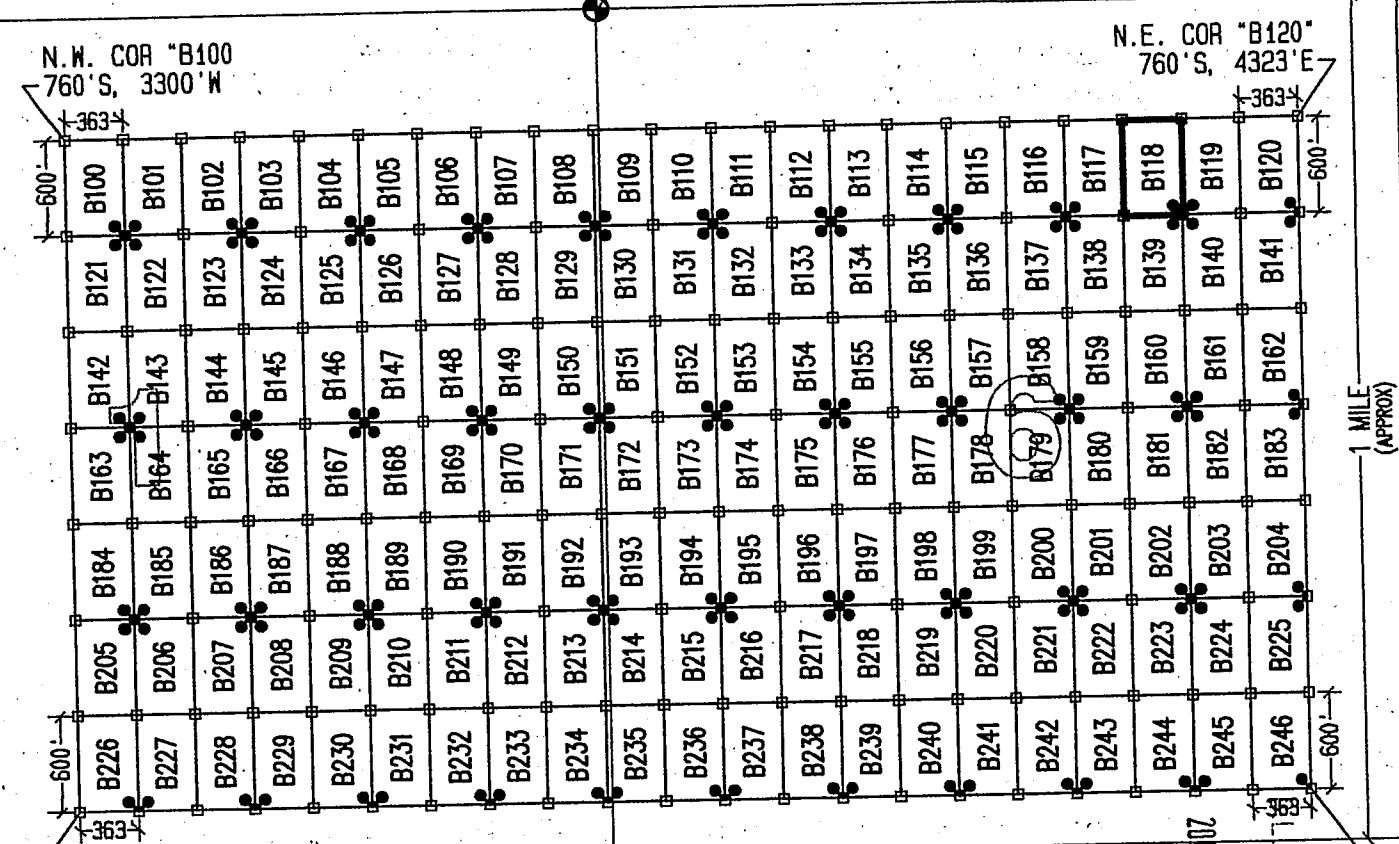 N.W. COR "B100
760'S, 3300'W
N.E. COR "B120"
760'S, 4323'E
363
363
600'
B100 B101 B102 B103 B104 B105 B106 B107 B108 B109 B110 B111 B112 B113 B114 B115 B116 B117 B118 B119 B120
600'
B121 B122 B123 B124 B125 B126 B127 B128 B129 B130 B131 B132 B133 B134 B135 B136 B137 B138 B139 B140 B141
B142 B143 B144 B145 B146 B147 B148 B149 B150 B151 B152 B153 B154 B155 B156 B157 B158 B159 B160 B161 B162
1 MILE
(APPROX)
B163 B164 B165 B166 B167 B168 B169 B170 B171 B172 B173 B174 B175 B176 B177 B178 B179 B180 B181 B182 B183
B184 B185 B186 B187 B188 B189 B190 B191 B192 B193 B194 B195 B196 B197 B198 B199 B200 B201 B202 B203 B204
B205 B206 B207 B208 B209 B210 B211 B212 B213 B214 B215 B216 B217 B218 B219 B220 B221 B222 B223 B224 B225
600'
B226 B227 B228 B229 B230 B231 B232 B233 B234 B235 B236 B237 B238 B239 B240 B241 B242 B243 B244 B245 B246
600'
363
363